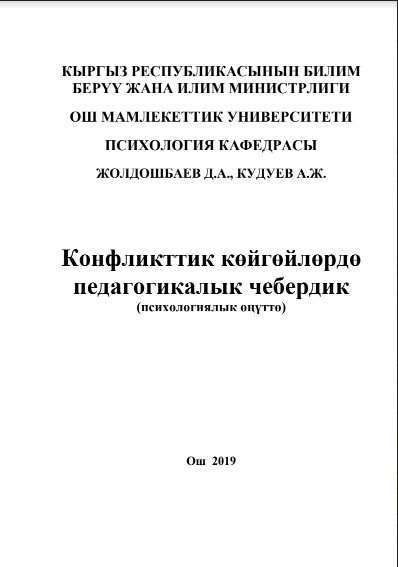 КЫРГЫЗ РЕСПУБЛИКАСЫНЫН БИЛИМ
БЕРҮҮ ЖАНА ИЛИМ МИНИСТРЛИГИ
ОШ МАМЛЕКЕТТИК УНИВЕРСИТЕТИ
ПСИХОЛОГИЯ КАФЕДРАСЫ
ЖОЛДОШБАЕВ Д.А., КУДУЕВ А.Ж.
Конфликттик көйгөйлөрдө
педагогикалык чебердик
(психологиялык өңүттө)
Ош 2019